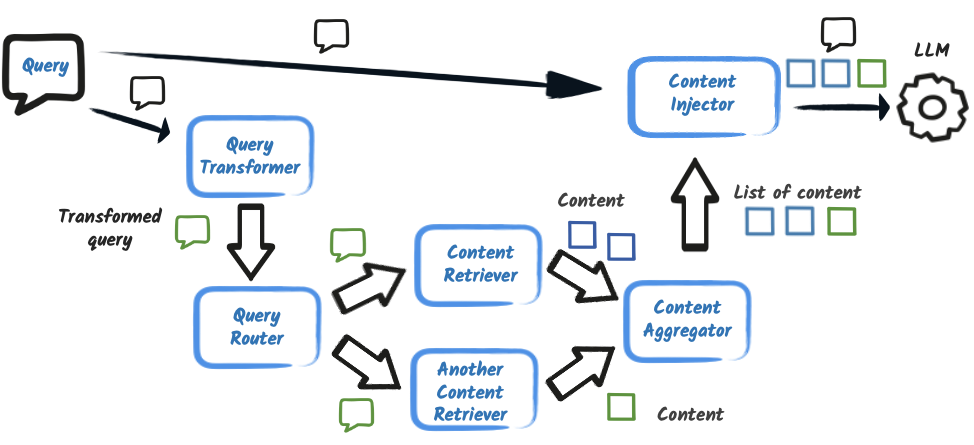 Query
LLM
Content
Injector
Query
Transformer
Transformed
query
Content
List of content
Content
Retriever
Query
Router
Content
Aggregator
Another
Content
Retriever
Content